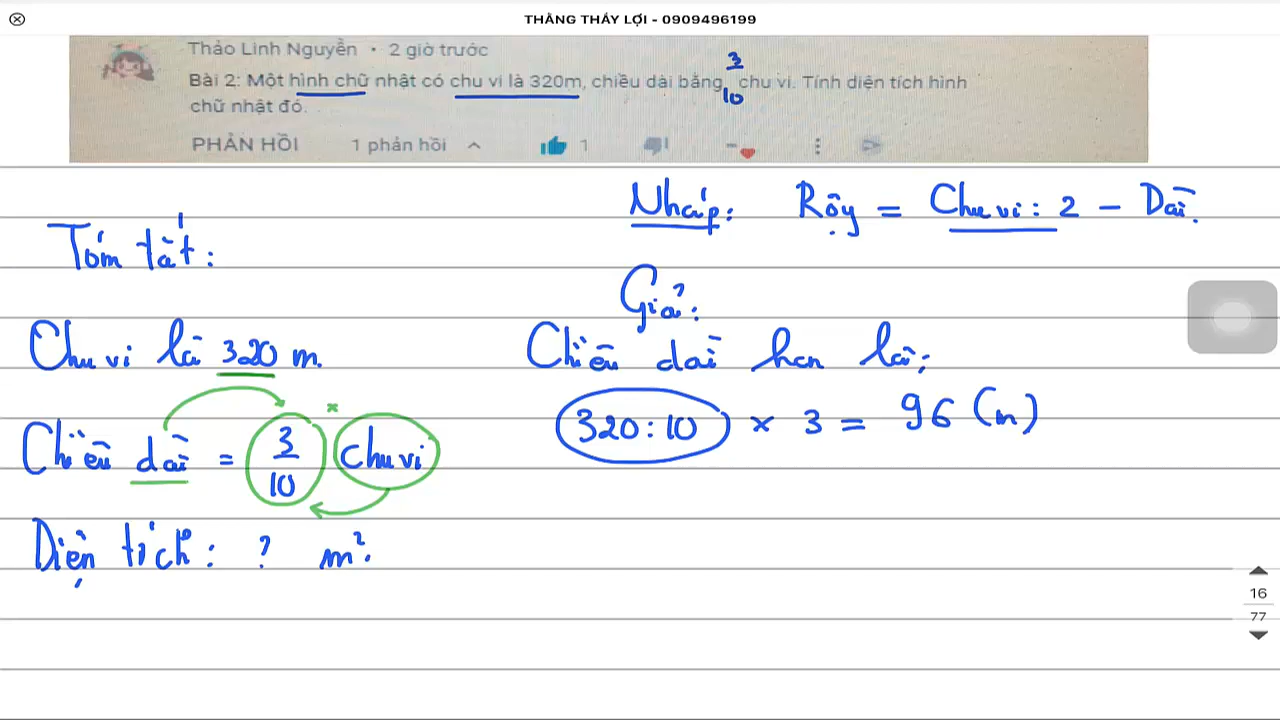 THẰNG THẦY LỢI - 0909496199
Thảo Linh Nguyễn • 2 giờ trước
Bài 2: Một hình chữ nhật có chu vi là 320m, chiều dài bằng 3/10 chu vi. Tính diện tích hình
chữ nhật đó.
PHẢN HỒI 1 phản hồi 1
Nháp: Rộng = Chu vi : 2 - Dài.
Tóm tắt:
Giải:
Chu vi là 320 m.
Chiều dài hcn là:
Chiều dài = 3/10 × chu vi
320 : 10 × 3 = 96 (m)
Diện tích : ? m².
16
77